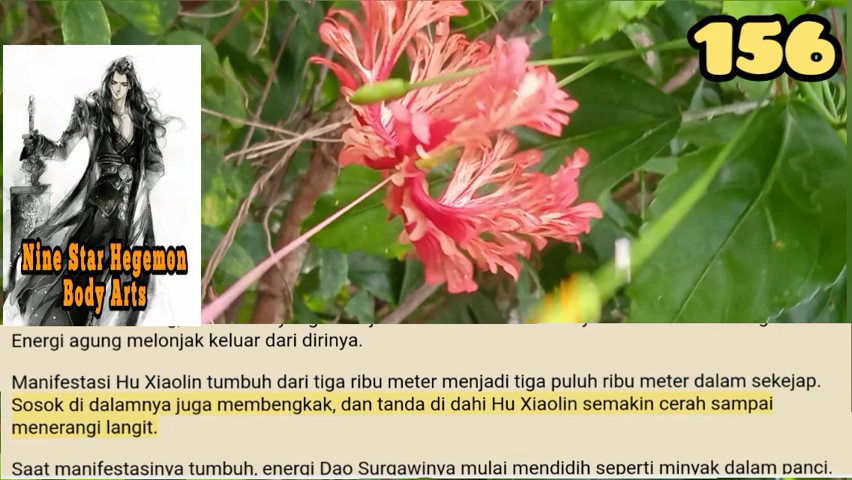 156
Nine Star Hegemon
Body Arts
Energi agung melonjak keluar dari dirinya.
Manifestasi Hu Xiaolin tumbuh dari tiga ribu meter menjadi tiga puluh ribu meter dalam sekejap.
Sosok di dalamnya juga membengkak, dan tanda di dahi Hu Xiaolin semakin cerah sampai
menerangi langit.
Saat manifestasinya tumbuh, energi Dao Surgawinya mulai mendidih seperti minyak dalam panci.